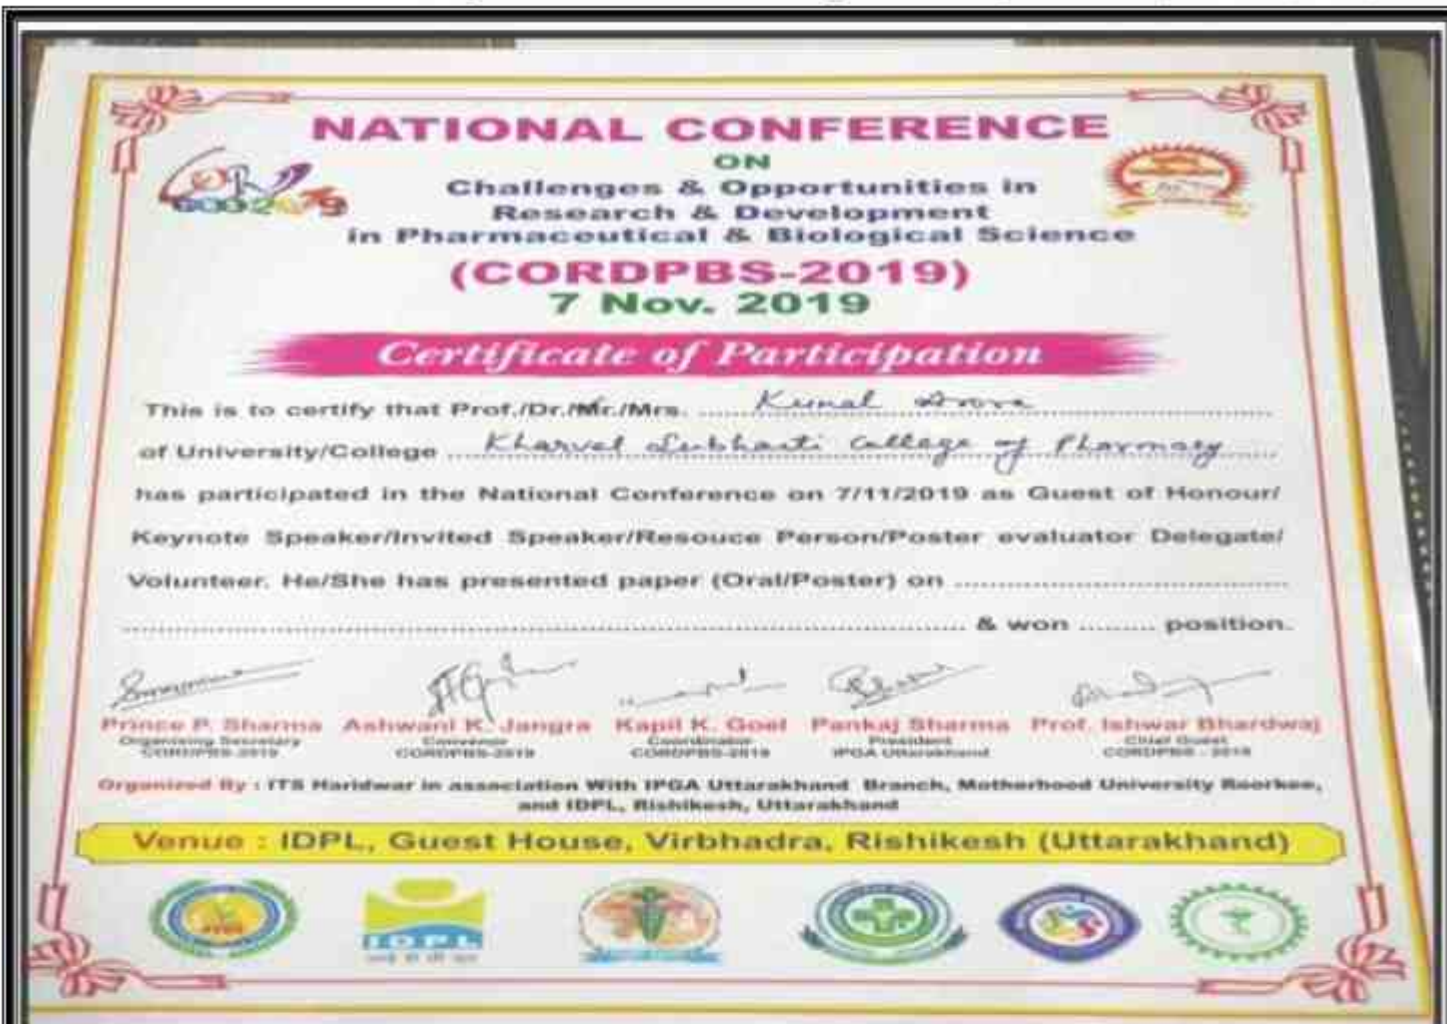 NATIONAL CONFERENCE
ON
Challenges & Opportunities in
Research & Development
in Pharmaceutical & Biological Science
(CORDPBS-2019)
7 Nov. 2019
Certificate of Participation
This is to certify that Prof./Dr./Mr./Mrs. Kunal Arora
of University/College Kharvel Subharti College of Pharmacy
has participated in the National Conference on 7/11/2019 as Guest of Honour/
Keynote Speaker/Invited Speaker/Resouce Person/Poster evaluator Delegate/
Volunteer. He/She has presented paper (Oral/Poster) on
& won position.
Prince P. Sharma Ashwani K. Jangra Kapil K. Goel Pankaj Sharma Prof. Ishwar Bhardwaj
Organising Secretary Convenor Coordinator President Chief Guest
CORDPBS-2019 CORDPBS-2019 CORDPBS-2019 IPGA Uttarakhand CORDPBS - 2019
Organized By : ITS Haridwar in association With IPGA Uttarakhand Branch, Motherhood University Roorkee,
and IDPL, Rishikesh, Uttarakhand
Venue : IDPL, Guest House, Virbhadra, Rishikesh (Uttarakhand)
IDPL